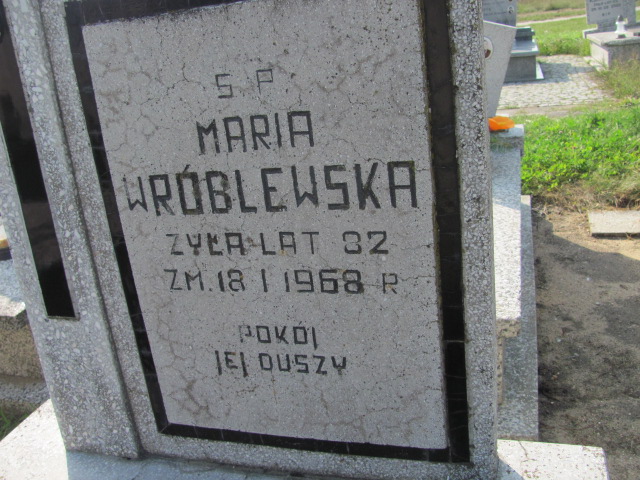 S P
MARIA
WRÓBLEWSKA
ŻYŁA LAT 82
ZM. 18 I 1968 R
POKÓJ
JEJ DUSZY